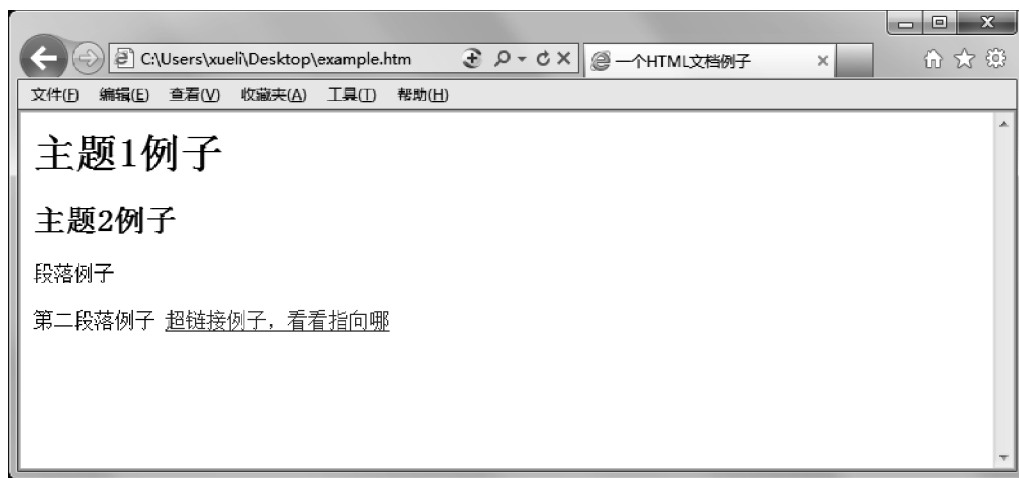 C:\Users\xueli\Desktop\example.htm
一个HTML文档例子
文件(F) 编辑(E) 查看(V) 收藏夹(A) 工具(T) 帮助(H)
主题1例子
主题2例子
段落例子
第二段落例子 超链接例子，看看指向哪